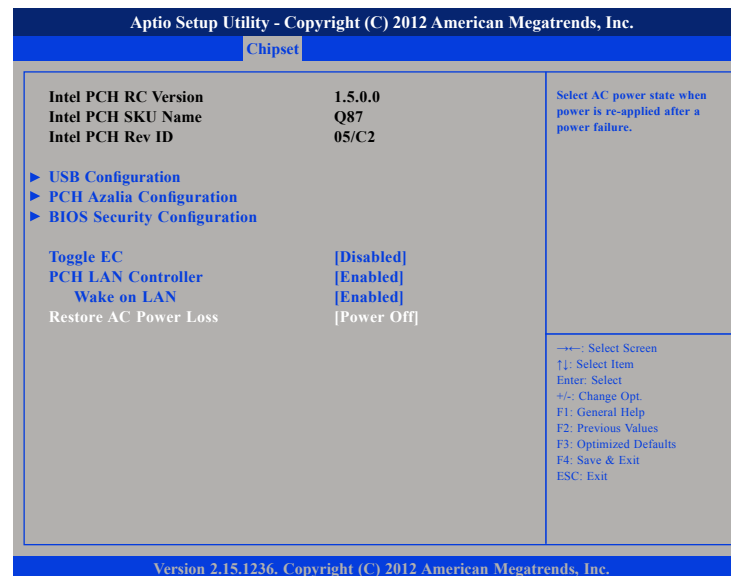 Aptio Setup Utility - Copyright (C) 2012 American Megatrends, Inc.
Chipset
Intel PCH RC Version 1.5.0.0
Intel PCH SKU Name Q87
Intel PCH Rev ID 05/C2
► USB Configuration
► PCH Azalia Configuration
► BIOS Security Configuration
Toggle EC [Disabled]
PCH LAN Controller [Enabled]
Wake on LAN [Enabled]
Restore AC Power Loss [Power Off]
Select AC power state when
power is re-applied after a
power failure.
→←: Select Screen
↑↓: Select Item
Enter: Select
+/-: Change Opt.
F1: General Help
F2: Previous Values
F3: Optimized Defaults
F4: Save & Exit
ESC: Exit
Version 2.15.1236. Copyright (C) 2012 American Megatrends, Inc.